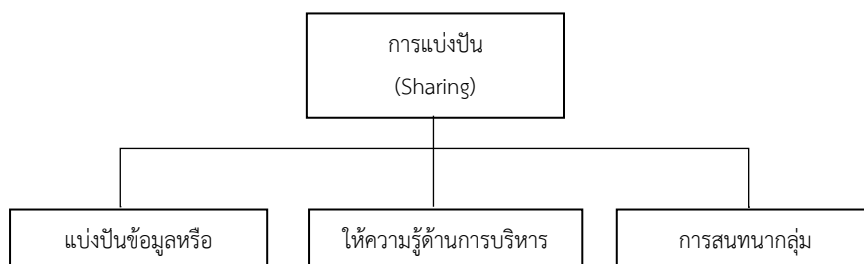 การแบ่งปัน
(Sharing)
แบ่งปันข้อมูลหรือ
ให้ความรู้ด้านการบริหาร
การสนทนากลุ่ม